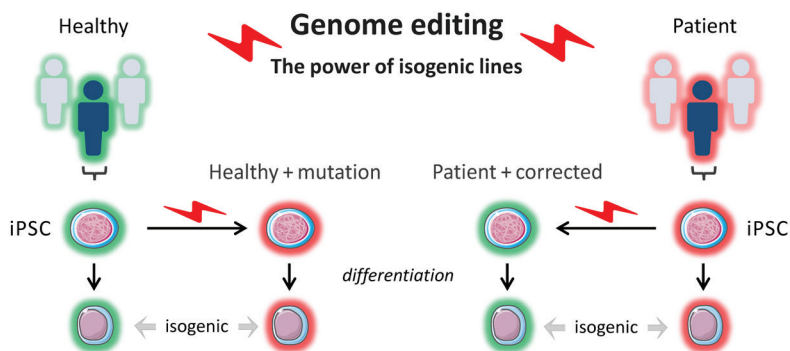 Healthy
Genome editing
Patient
The power of isogenic lines
Healthy + mutation
Patient + corrected
iPSC
iPSC
differentiation
isogenic
isogenic